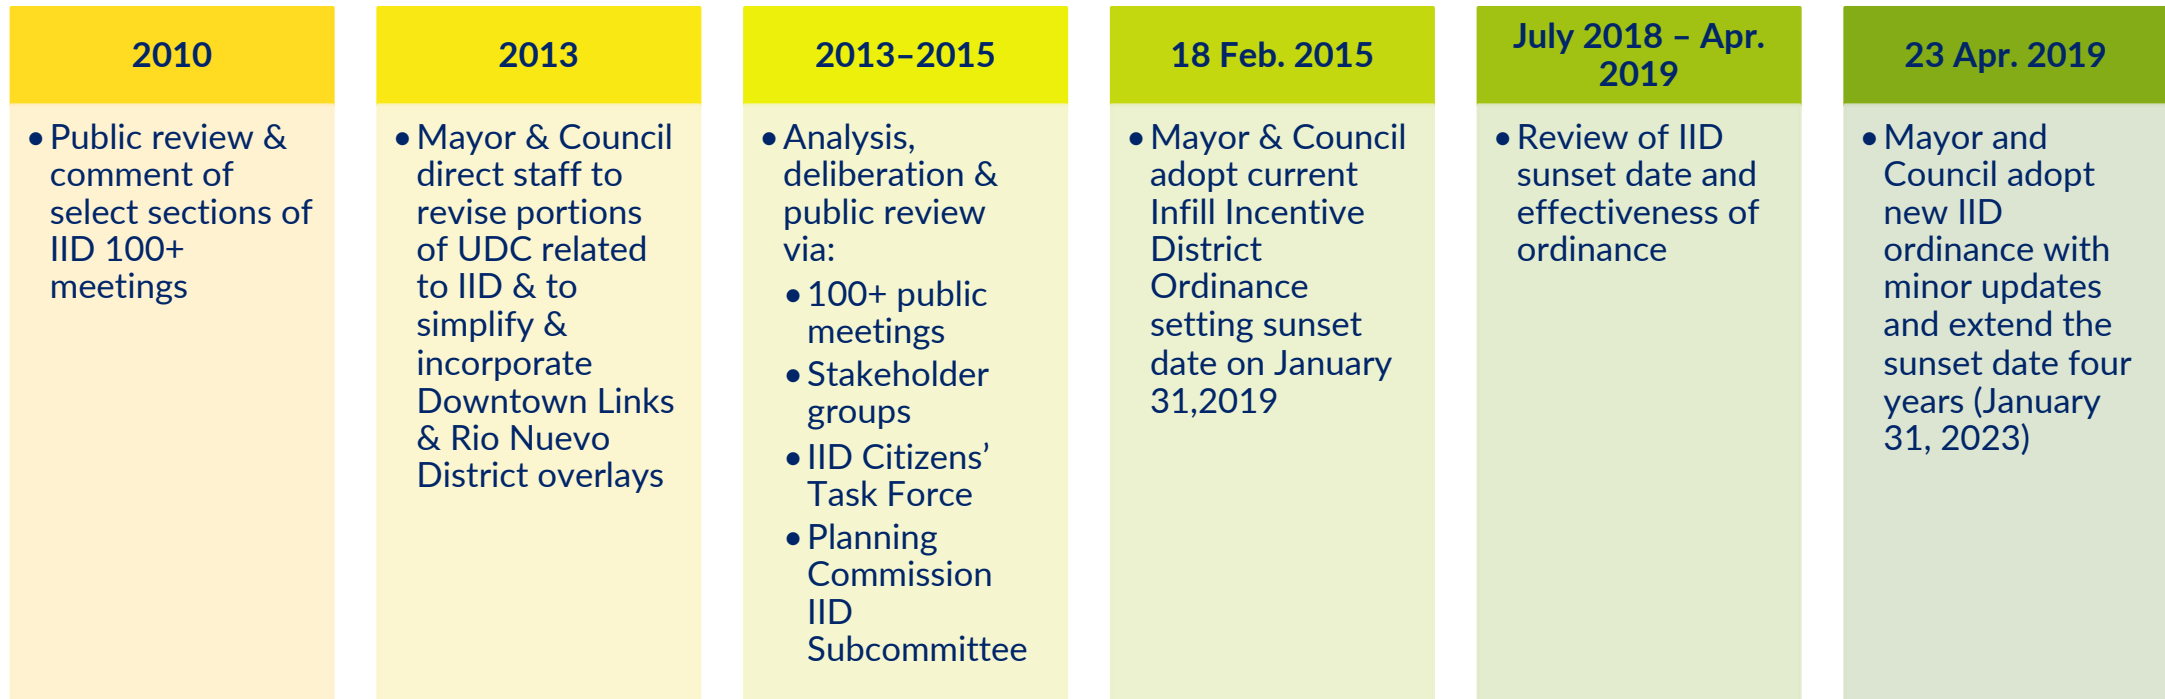 2010
•Public review &
comment of
select sections of
IID 100+
meetings
2013
•Mayor & Council
direct staff to
revise portions
of UDC related
to IID & to
simplify &
incorporate
Downtown Links
& Rio Nuevo
District overlays
2013–2015
•Analysis,
deliberation &
public review
via:
•100+ public
meetings
•Stakeholder
groups
•IID Citizens’
Task Force
•Planning
Commission
IID
Subcommittee
18 Feb. 2015
•Mayor & Council
adopt current
Infill Incentive
District
Ordinance
setting sunset
date on January
31,2019
July 2018 – Apr.
2019
•Review of IID
sunset date and
effectiveness of
ordinance
23 Apr. 2019
•Mayor and
Council adopt
new IID
ordinance with
minor updates
and extend the
sunset date four
years (January
31, 2023)